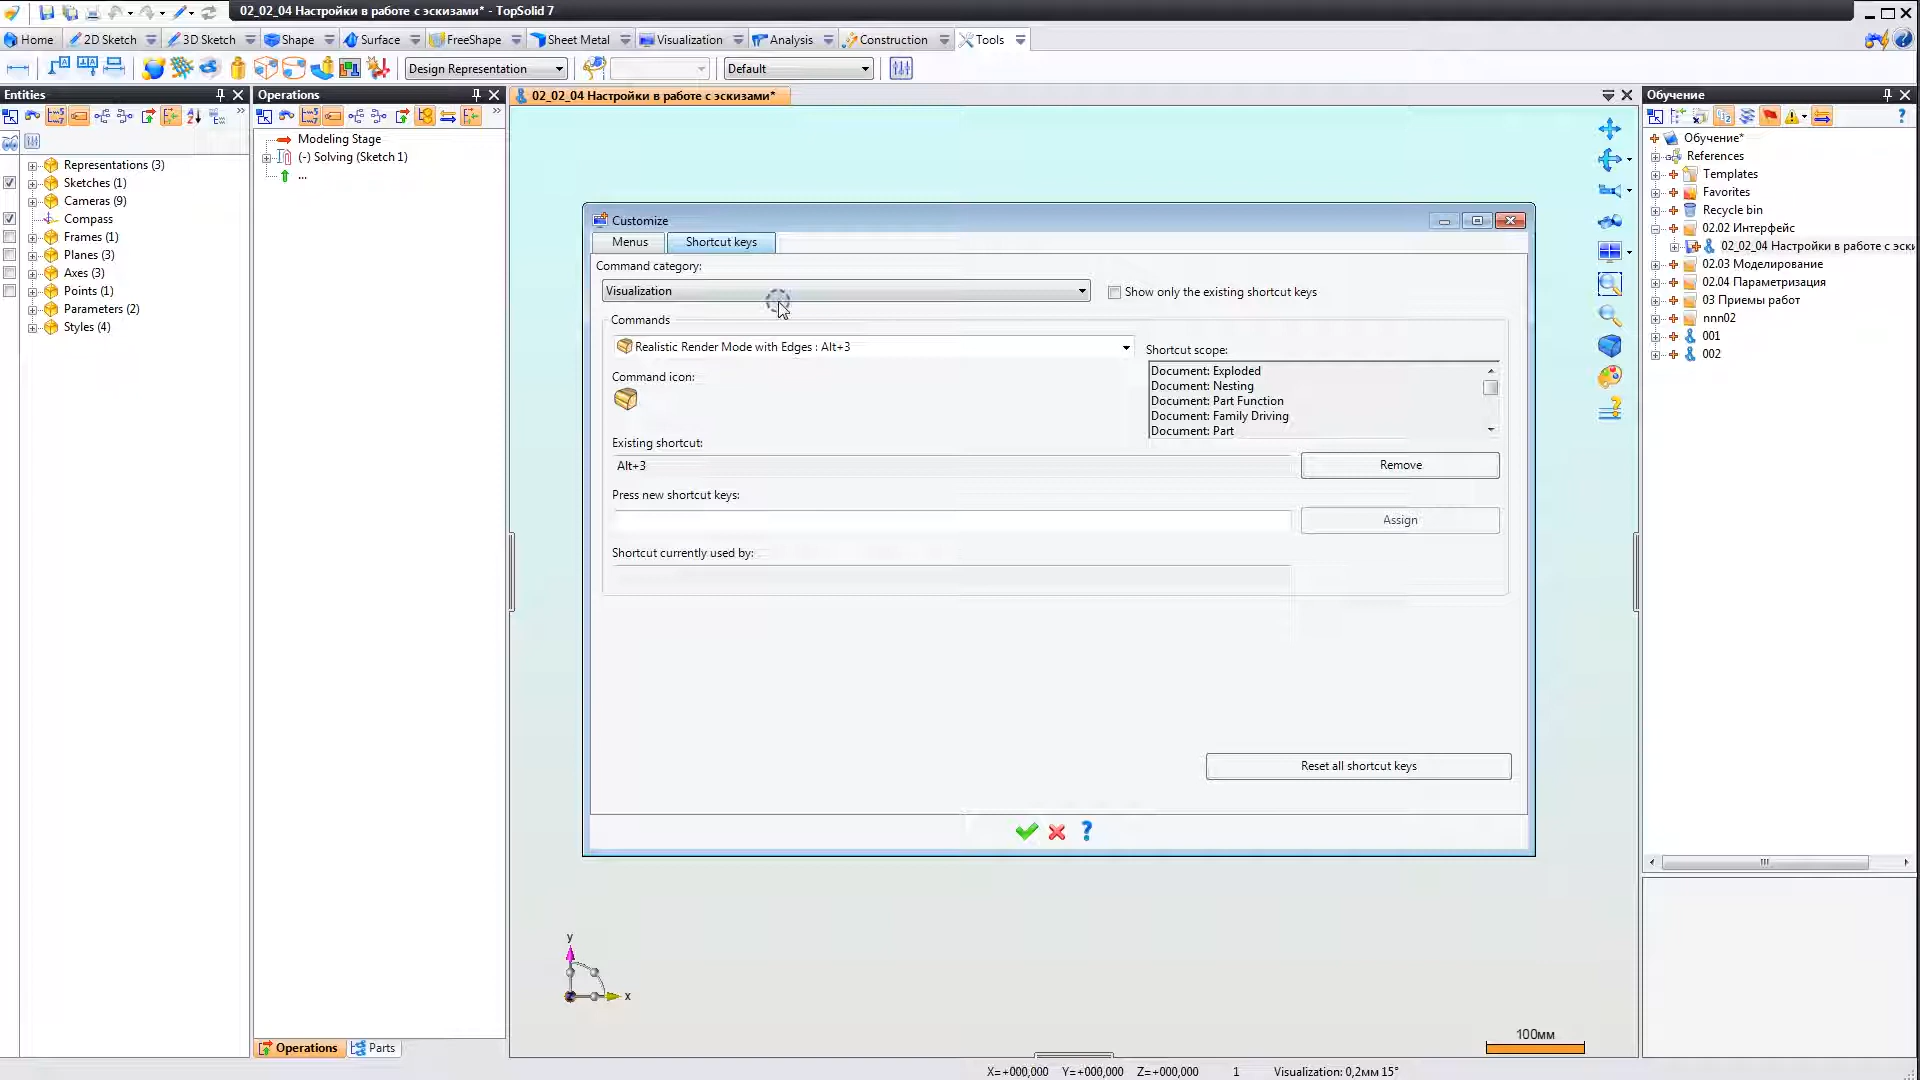 02_02_04 Настройки в работе с эскизами* - TopSolid 7
Home 2D Sketch 3D Sketch Shape Surface FreeShape Sheet Metal Visualization Analysis Construction Tools
Design Representation Default
Entities
Representations (3)
Sketches (1)
Cameras (9)
Compass
Frames (1)
Planes (3)
Axes (3)
Points (1)
Parameters (2)
Styles (4)
Operations
Modeling Stage
(-) Solving (Sketch 1)
...
Operations Parts
02_02_04 Настройки в работе с эскизами*
Customize
Menus Shortcut keys
Command category:
Visualization
Show only the existing shortcut keys
Commands
Realistic Render Mode with Edges : Alt+3
Command icon:
Shortcut scope:
Document: Exploded
Document: Nesting
Document: Part Function
Document: Family Driving
Document: Part
Existing shortcut:
Alt+3
Remove
Press new shortcut keys:
Assign
Shortcut currently used by:
Reset all shortcut keys
y
x
100мм
X=+000,000 Y=+000,000 Z=+000,000 1 Visualization: 0,2мм 15°
Обучение
Обучение*
References
Templates
Favorites
Recycle bin
02.02 Интерфейс
02_02_04 Настройки в работе с эски
02.03 Моделирование
02.04 Параметризация
03 Приемы работ
nnn02
001
002